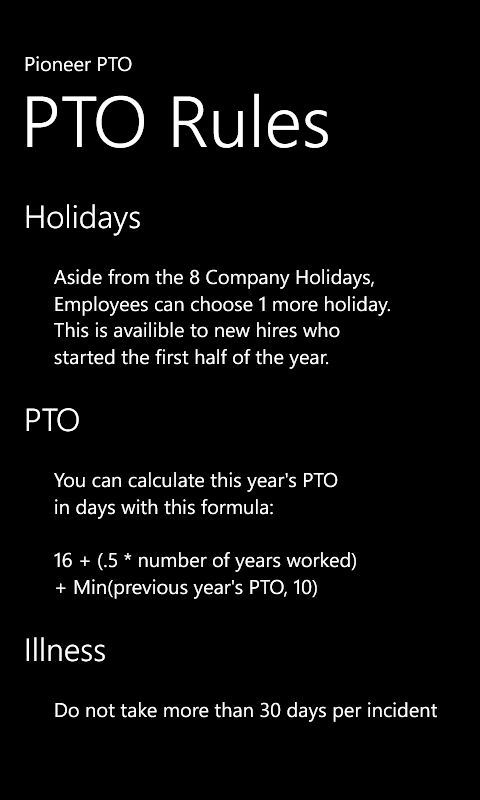 Pioneer PTO
PTO Rules
Holidays
Aside from the 8 Company Holidays,
Employees can choose 1 more holiday.
This is availible to new hires who
started the first half of the year.
PTO
You can calculate this year's PTO
in days with this formula:
16 + (.5 * number of years worked)
+ Min(previous year's PTO, 10)
Illness
Do not take more than 30 days per incident